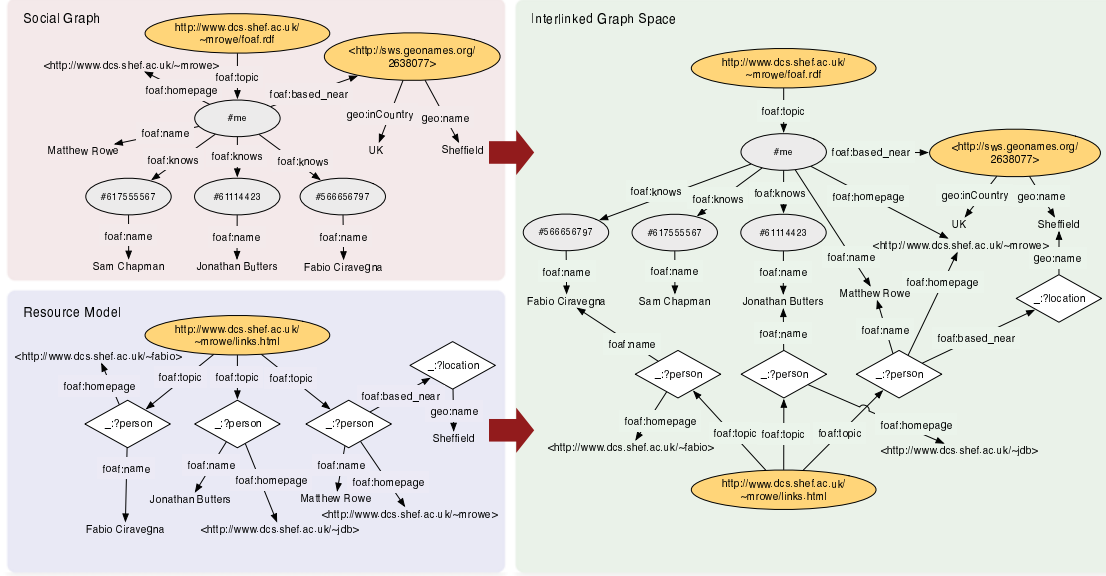 Social Graph
http://www.dcs.shef.ac.uk/
~mrowe/foaf.rdf
<http://www.dcs.shef.ac.uk/~mrowe>
<http://sws.geonames.org/
2638077>
foaf:topic
foaf:homepage
foaf:based_near
#me
foaf:name
geo:inCountry
geo:name
Matthew Rowe
UK
Sheffield
foaf:knows
foaf:knows
foaf:knows
#617555567
#61114423
#566656797
foaf:name
foaf:name
foaf:name
Sam Chapman
Jonathan Butters
Fabio Ciravegna
Resource Model
http://www.dcs.shef.ac.uk/
~mrowe/links.html
<http://www.dcs.shef.ac.uk/~fabio>
_:?location
foaf:homepage
foaf:topic
foaf:topic
foaf:topic
foaf:based_near
geo:name
_:?person
_:?person
_:?person
Sheffield
foaf:name
foaf:name
foaf:homepage
foaf:name
foaf:homepage
Jonathan Butters
Matthew Rowe
<http://www.dcs.shef.ac.uk/~mrowe>
Fabio Ciravegna
<http://www.dcs.shef.ac.uk/~jdb>
Interlinked Graph Space
http://www.dcs.shef.ac.uk/
~mrowe/foaf.rdf
foaf:topic
#me
foaf:based_near
<http://sws.geonames.org/
2638077>
foaf:knows
foaf:knows
foaf:knows
foaf:homepage
geo:inCountry
geo:name
#566656797
#617555567
#61114423
UK
Sheffield
<http://www.dcs.shef.ac.uk/~mrowe>
foaf:name
foaf:name
foaf:name
foaf:name
geo:name
foaf:homepage
Fabio Ciravegna
Sam Chapman
Jonathan Butters
Matthew Rowe
_:?location
foaf:name
foaf:name
foaf:name
foaf:based_near
_:?person
_:?person
_:?person
foaf:homepage
foaf:topic
foaf:topic
foaf:topic
foaf:homepage
<http://www.dcs.shef.ac.uk/~fabio>
<http://www.dcs.shef.ac.uk/~jdb>
http://www.dcs.shef.ac.uk/
~mrowe/links.html